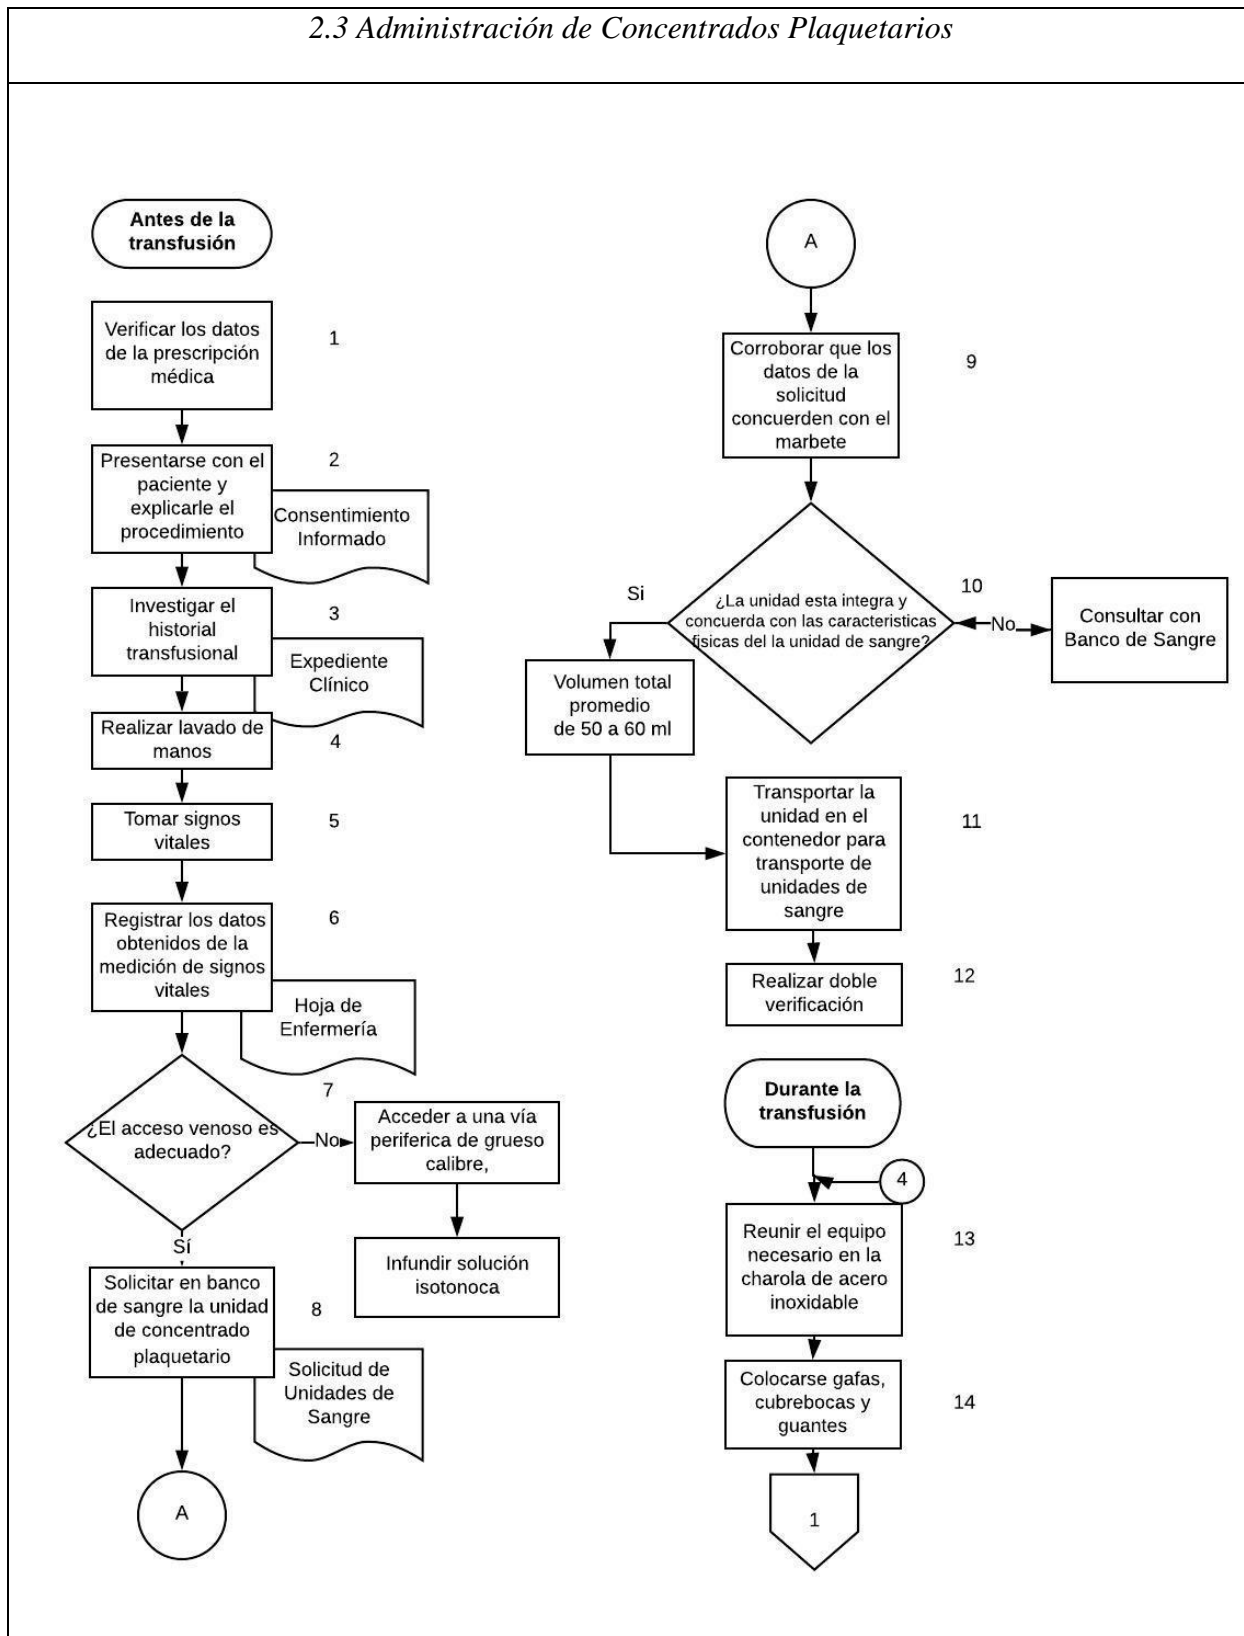 2.3 Administración de Concentrados Plaquetarios
Antes de la
transfusión
Verificar los datos
de la prescripción
médica
1
Presentarse con el
paciente y
explicarle el
procedimiento
2
Consentimiento
Informado
Investigar el
historial
transfusional
3
Expediente
Clínico
Realizar lavado de
manos
4
Tomar signos
vitales
5
Registrar los datos
obtenidos de la
medición de signos
vitales
6
Hoja de
Enfermería
¿El acceso venoso es
adecuado?
7
No
Acceder a una vía
periferica de grueso
calibre,
Infundir solución
isotonoca
Sí
Solicitar en banco
de sangre la unidad
de concentrado
plaquetario
8
Solicitud de
Unidades de
Sangre
A
A
Corroborar que los
datos de la
solicitud
concuerden con el
marbete
9
¿La unidad esta integra y
concuerda con las caracteristicas
fisicas del la unidad de sangre?
10
Si
No
Consultar con
Banco de Sangre
Volumen total
promedio
de 50 a 60 ml
Transportar la
unidad en el
contenedor para
transporte de
unidades de
sangre
11
Realizar doble
verificación
12
Durante la
transfusión
4
Reunir el equipo
necesario en la
charola de acero
inoxidable
13
Colocarse gafas,
cubrebocas y
guantes
14
1